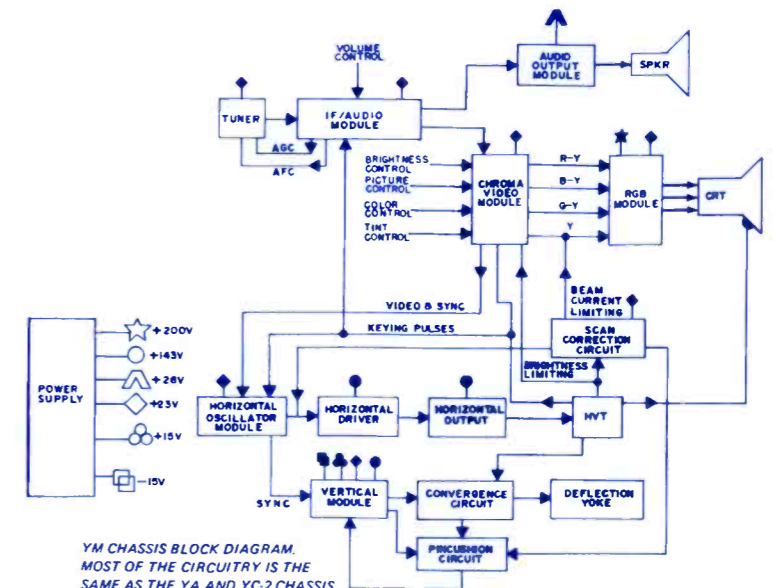 VOLUME
CONTROL
AUDIO
OUTPUT
MODULE
SPKR
TUNER
IF/AUDIO
MODULE
AGC
AFC
BRIGHTNESS
CONTROL
PICTURE
CONTROL
COLOR
CONTROL
TINT
CONTROL
CHROMA
VIDEO
MODULE
R-Y
B-Y
G-Y
Y
RGB
MODULE
CRT
BEAM
CURRENT
LIMITING
VIDEO & SYNC
KEYING PULSES
SCAN
CORRECTION
CIRCUIT
BRIGHTNESS
LIMITING
POWER
SUPPLY
+200V
+143V
+28V
+23V
+15V
-15V
HORIZONTAL
OSCILLATOR
MODULE
HORIZONTAL
DRIVER
HORIZONTAL
OUTPUT
HVT
SYNC
VERTICAL
MODULE
CONVERGENCE
CIRCUIT
DEFLECTION
YOKE
PINCUSHION
CIRCUIT
YM CHASSIS BLOCK DIAGRAM.
MOST OF THE CIRCUITRY IS THE
SAME AS THE YA AND YC-2 CHASSIS